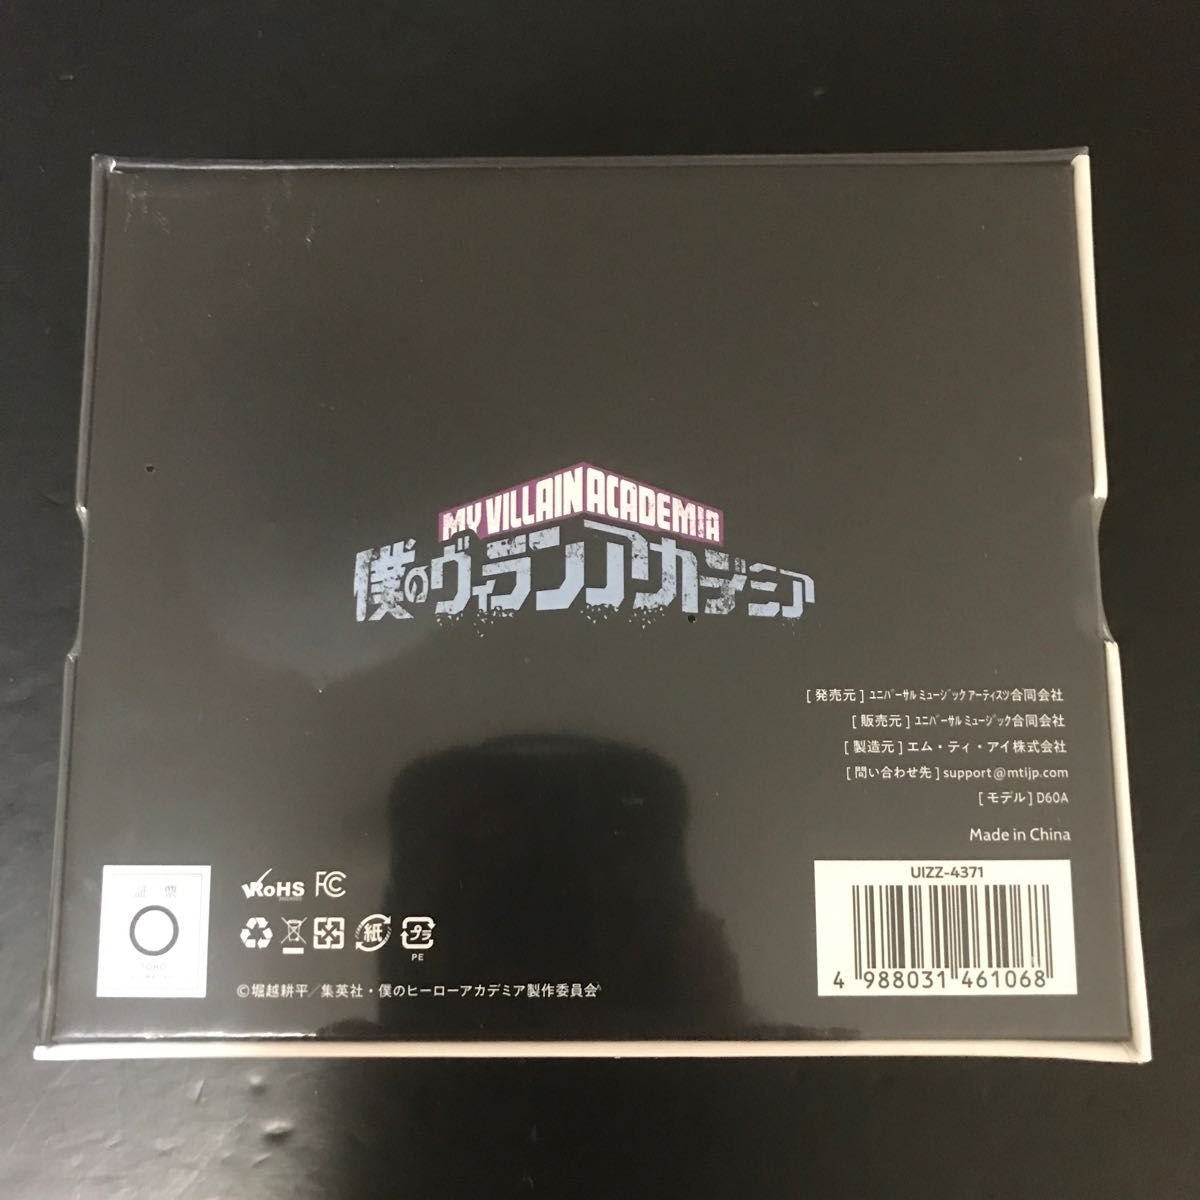 MY VILLAIN ACADEMIA
僕のヴィランアカデミア
[ 発売元 ] ﾕﾆﾊﾞｰｻﾙ ﾐｭｰｼﾞｯｸ ｱｰﾃｨｽﾂ合同会社
[ 販売元 ] ﾕﾆﾊﾞｰｻﾙ ﾐｭｰｼﾞｯｸ合同会社
[ 製造元 ] エム・ティ・アイ株式会社
[ 問い合わせ先 ] support@mtijp.com
[ モデル ] D60A
Made in China
証票
TOHO
RoHS FC
紙 プラ
PE
©堀越耕平／集英社・僕のヒーローアカデミア製作委員会
UIZZ-4371
4 988031 461068